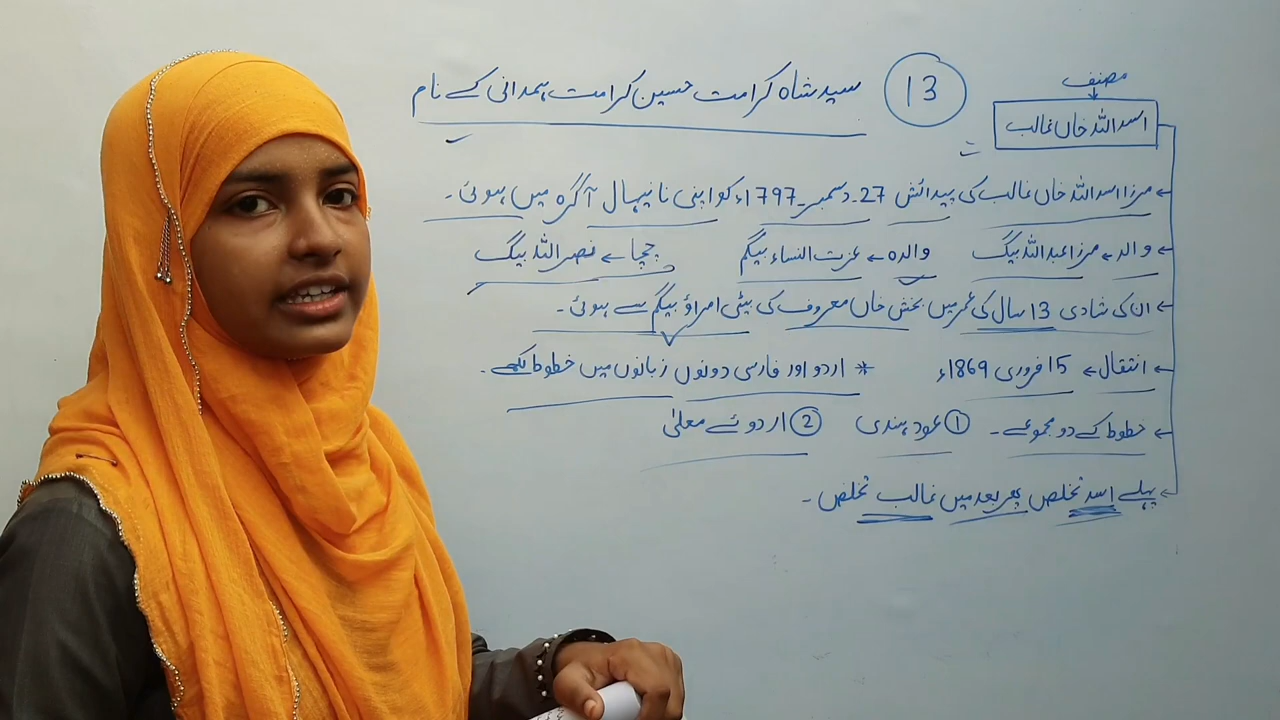 مصنف
اسد اللہ خاں غالب
13 سید شاہ کرامت حسین کرامت ہمدانی کے نام
مرزا اسد اللہ خاں غالب کی پیدائش 27۔دسمبر۔1797ء کو اپنی نانیہال آگرہ میں ہوئی۔
والد ← مرزا عبد اللہ بیگ والدہ ← عزت النساء بیگم چچا ← نصر اللہ بیگ
ان کی شادی 13 سال کی عمر میں بخش خاں معروف کی بیٹی امراؤ بیگم سے ہوئی۔
انتقال ← 15 فروری 1869ء * اردو اور فارسی دونوں زبانوں میں خطوط لکھے۔
خطوط کے دو مجموعے۔ ① عود ہندی ② اردوئے معلیٰ
پہلے اسد تخلص پھر بعد میں غالب تخلص۔